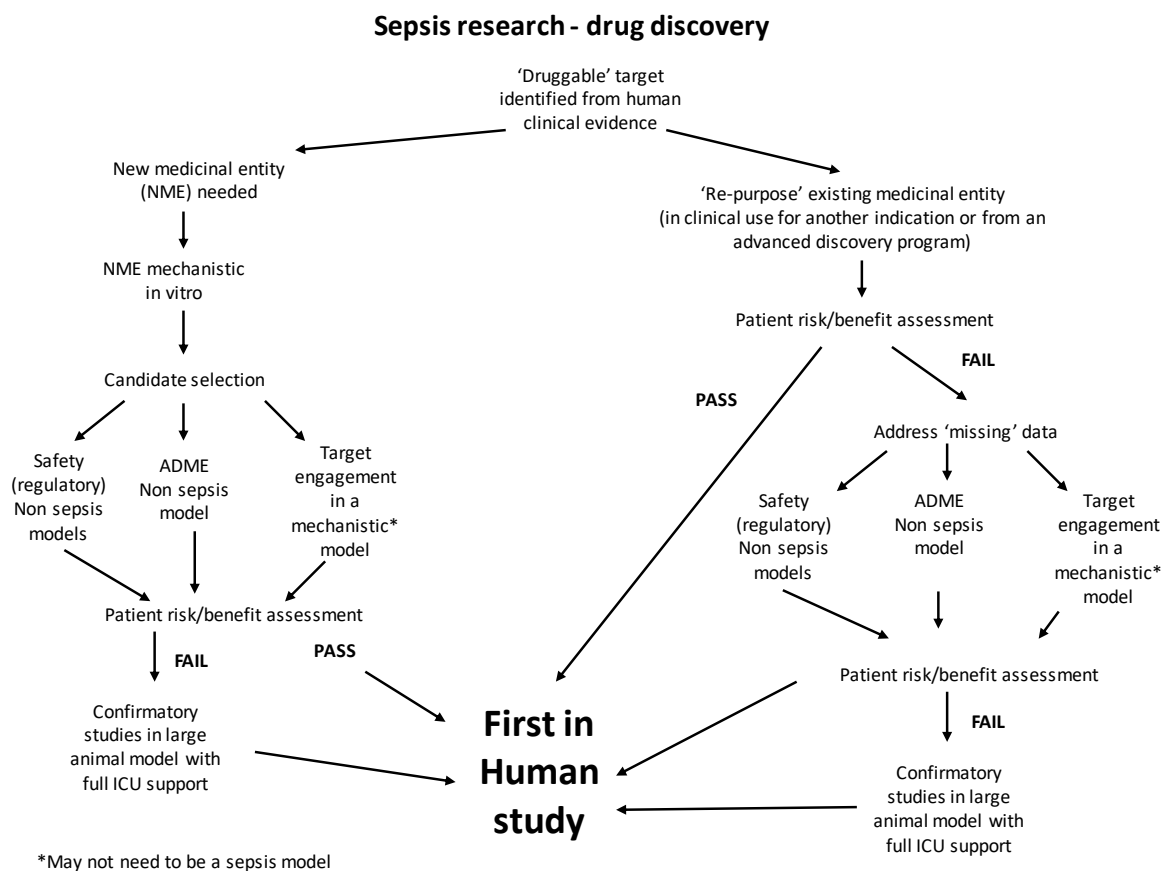 Sepsis research - drug discovery
‘Druggable’ target
identified from human
clinical evidence
New medicinal entity
(NME) needed
NME mechanistic
in vitro
Candidate selection
Safety
(regulatory)
Non sepsis
models
ADME
Non sepsis
model
Target
engagement
in a
mechanistic*
model
Patient risk/benefit assessment
FAIL
PASS
Confirmatory
studies in large
animal model with
full ICU support
‘Re-purpose’ existing medicinal entity
(in clinical use for another indication or from an
advanced discovery program)
Patient risk/benefit assessment
PASS
FAIL
Address ‘missing’ data
Safety
(regulatory)
Non sepsis
models
ADME
Non sepsis
model
Target
engagement
in a
mechanistic*
model
Patient risk/benefit assessment
FAIL
Confirmatory
studies in large
animal model with
full ICU support
First in
Human
study
*May not need to be a sepsis model